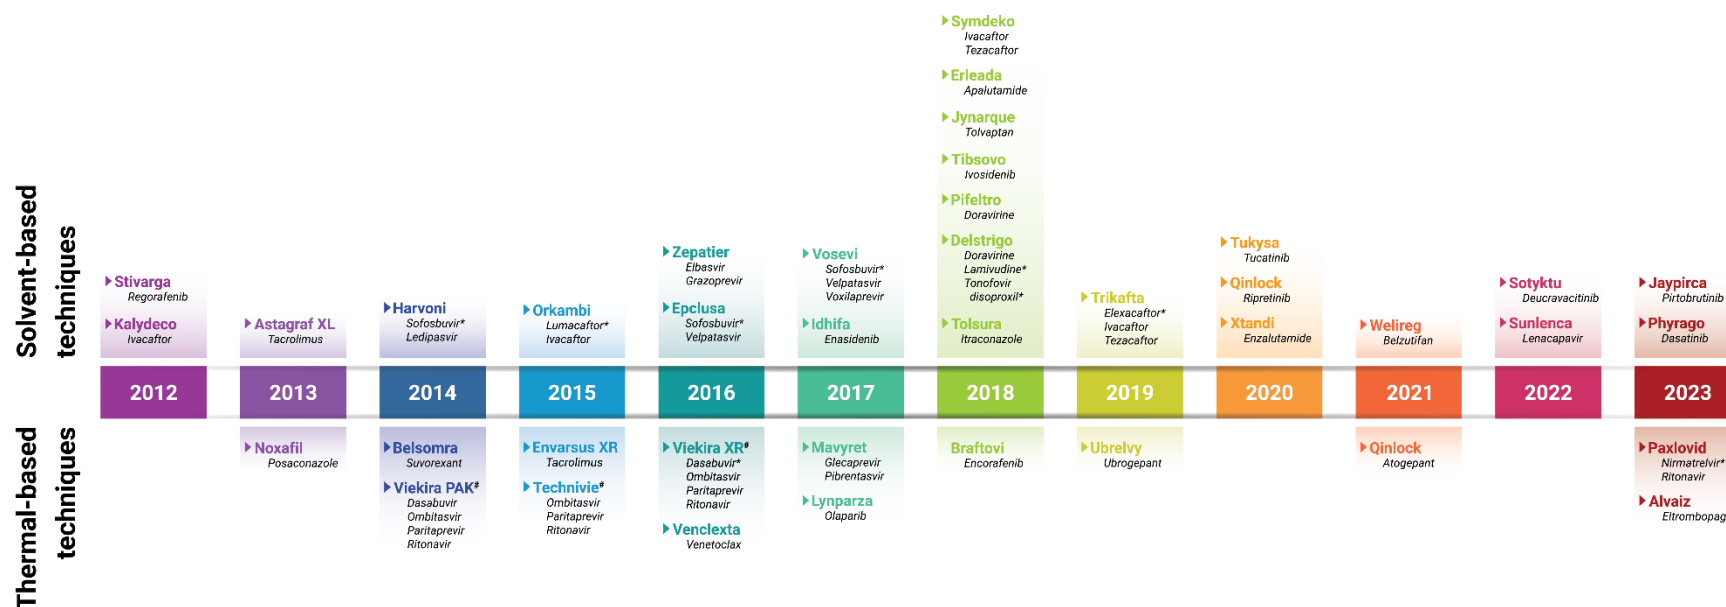 Solvent-based
techniques
Stivarga
Regorafenib
Kalydeco
Ivacaftor
Astagraf XL
Tacrolimus
Harvoni
Sofosbuvir*
Ledipasvir
Orkambi
Lumacaftor*
Ivacaftor
Zepatier
Elbasvir
Grazoprevir
Epclusa
Sofosbuvir*
Velpatasvir
Vosevi
Sofosbuvir*
Velpatasvir
Voxilaprevir
Idhifa
Enasidenib
Symdeko
Ivacaftor
Tezacaftor
Erleada
Apalutamide
Jynarque
Tolvaptan
Tibsovo
Ivosidenib
Pifeltro
Doravirine
Delstrigo
Doravirine
Lamivudine*
Tonofovir
disoproxil*
Tolsura
Itraconazole
Trikafta
Elexacaftor*
Ivacaftor
Tezacaftor
Tukysa
Tucatinib
Qinlock
Ripretinib
Xtandi
Enzalutamide
Welireg
Belzutifan
Sotyktu
Deucravacitinib
Sunlenca
Lenacapavir
Jaypirca
Pirtobrutinib
Phyrago
Dasatinib
2012 2013 2014 2015 2016 2017 2018 2019 2020 2021 2022 2023
Thermal-based
techniques
Noxafil
Posaconazole
Belsomra
Suvorexant
Viekira PAK#
Dasabuvir
Ombitasvir
Paritaprevir
Ritonavir
Envarsus XR
Tacrolimus
Technivie#
Ombitasvir
Paritaprevir
Ritonavir
Viekira XR#
Dasabuvir*
Ombitasvir
Paritaprevir
Ritonavir
Venclexta
Venetoclax
Mavyret
Glecaprevir
Pibrentasvir
Lynparza
Olaparib
Braftovi
Encorafenib
Ubrelvy
Ubrogepant
Qinlock
Atogepant
Paxlovid
Nirmatrelvir*
Ritonavir
Alvaiz
Eltrombopag